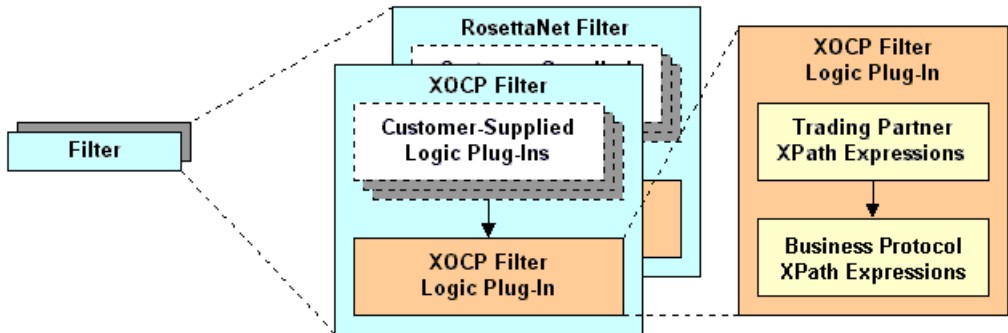 Filter
RosettaNet Filter
XOCP Filter
Customer-Supplied
Logic Plug-Ins
XOCP Filter
Logic Plug-In
XOCP Filter
Logic Plug-In
Trading Partner
XPath Expressions
Business Protocol
XPath Expressions